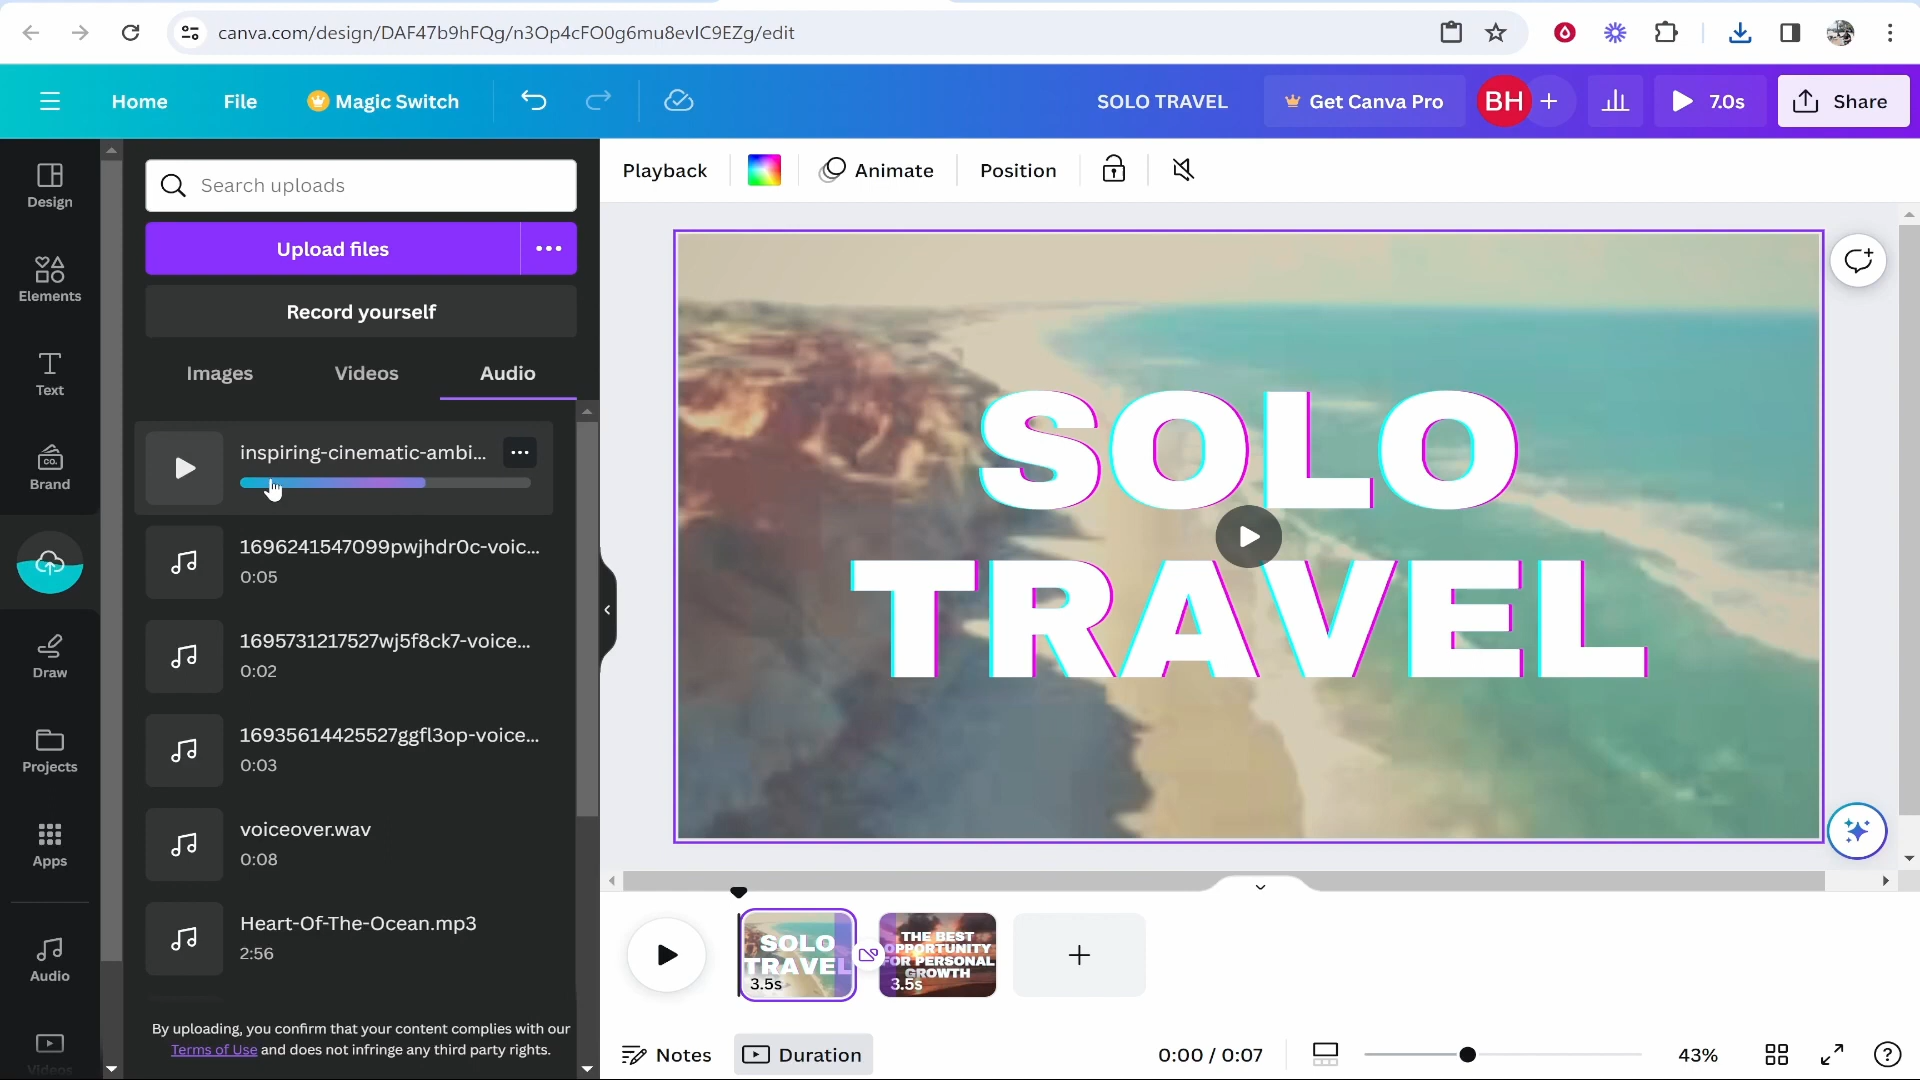 canva.com/design/DAF47b9hFQg/n3Op4cFO0g6mu8evIC9EZg/edit
Home
File
Magic Switch
SOLO TRAVEL
Get Canva Pro
BH
7.0s
Share
Design
Elements
Text
CO.
Brand
Draw
Projects
Apps
Audio
Videos
Search uploads
Upload files
Record yourself
Images
Videos
Audio
inspiring-cinematic-ambi...
1696241547099pwjhdr0c-voic...
0:05
1695731217527wj5f8ck7-voice...
0:02
16935614425527ggfl3op-voice...
0:03
voiceover.wav
0:08
Heart-Of-The-Ocean.mp3
2:56
By uploading, you confirm that your content complies with our
Terms of Use and does not infringe any third party rights.
Playback
Animate
Position
SOLO
TRAVEL
SOLO
TRAVEL
3.5s
THE BEST
OPPORTUNITY
FOR PERSONAL
GROWTH
3.5s
Notes
Duration
0:00 / 0:07
43%